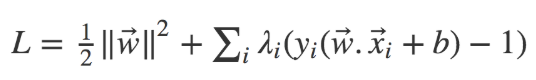 L = ½ ‖w⃗‖² + ∑ᵢ λᵢ(yᵢ(w⃗. x⃗ᵢ + b) − 1)